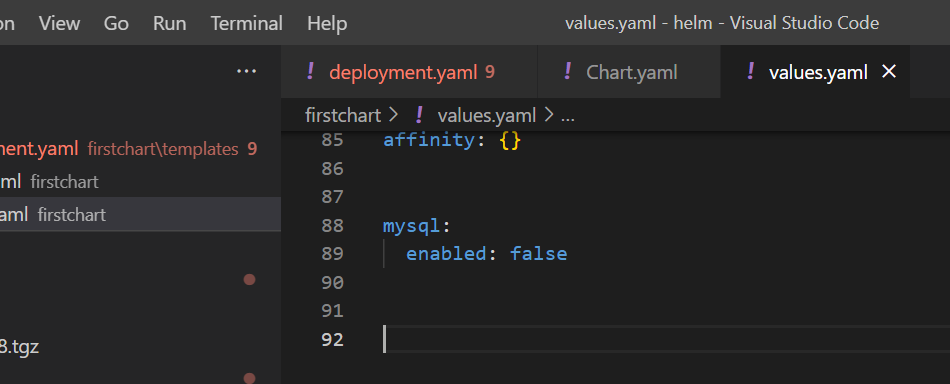 on View Go Run Terminal Help values.yaml - helm - Visual Studio Code
... ! deployment.yaml 9 ! Chart.yaml ! values.yaml ×
firstchart > ! values.yaml > ...
ment.yaml firstchart\templates 9
ml firstchart
aml firstchart
8.tgz
85 affinity: {}
86
87
88 mysql:
89 enabled: false
90
91
92